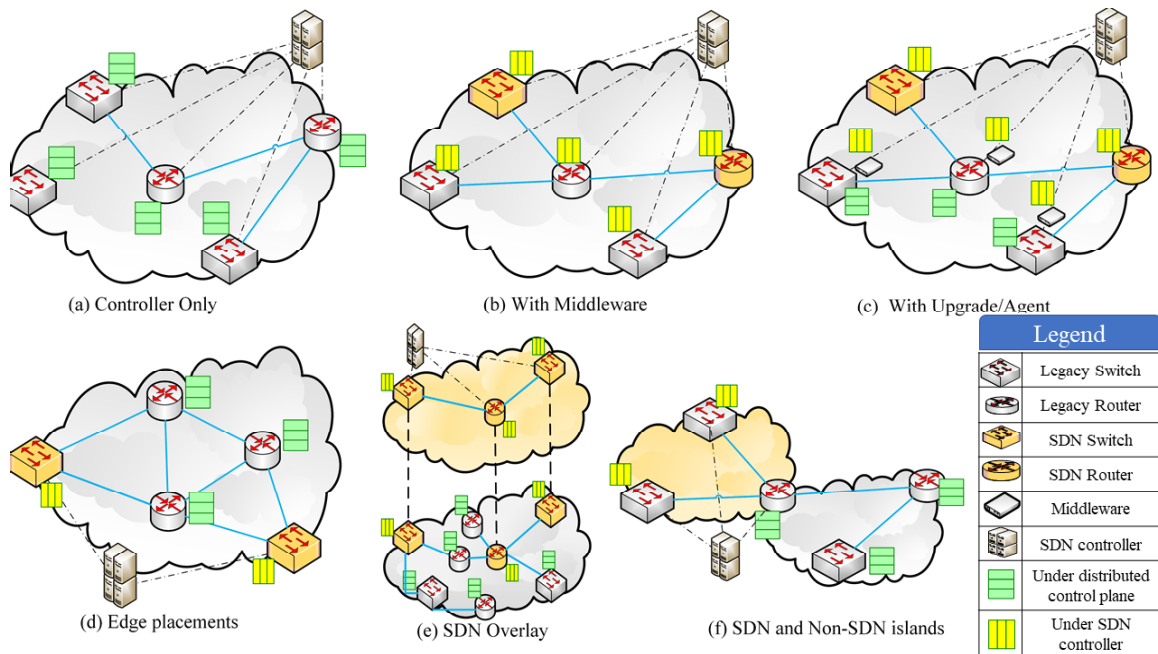 (a) Controller Only
(b) With Middleware
(c) With Upgrade/Agent
Legend
Legacy Switch
Legacy Router
SDN Switch
SDN Router
Middleware
SDN controller
Under distributed
control plane
Under SDN
controller
(d) Edge placements
(e) SDN Overlay
(f) SDN and Non-SDN islands